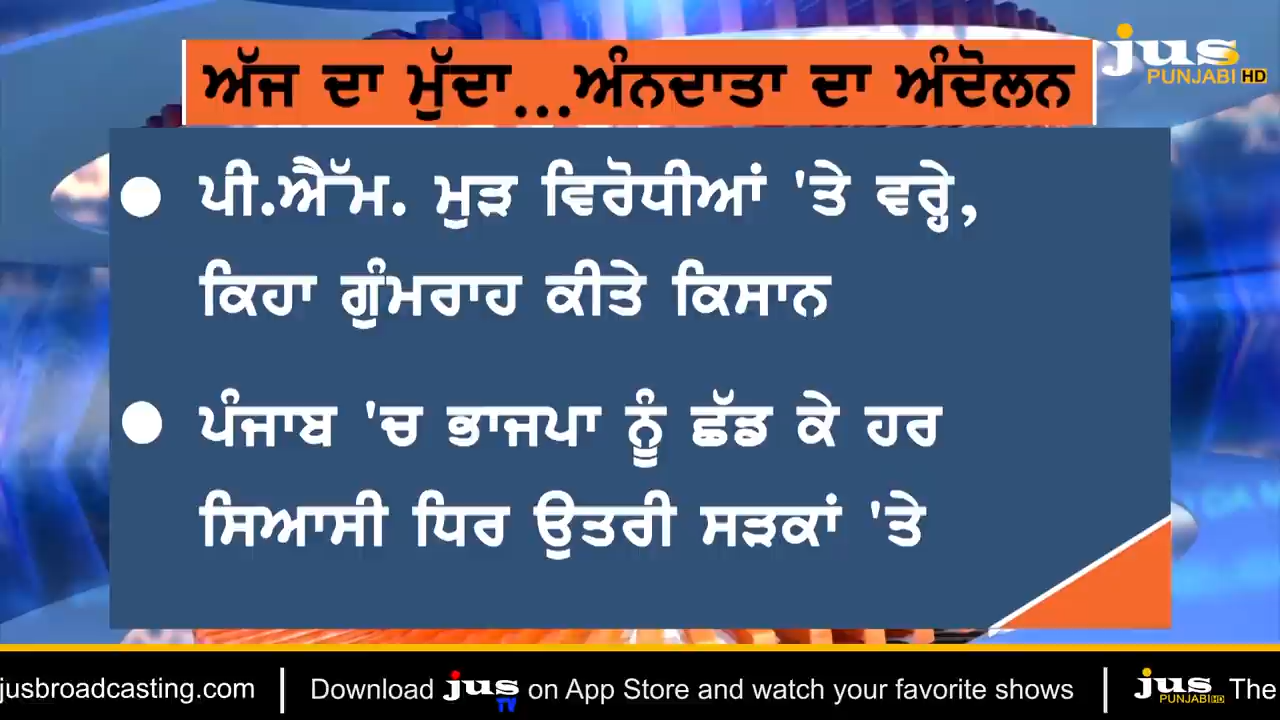 jus
PUNJABI HD
ਅੱਜ ਦਾ ਮੁੱਦਾ...ਅੰਨਦਾਤਾ ਦਾ ਅੰਦੋਲਨ
ਪੀ.ਐੱਮ. ਮੁੜ ਵਿਰੋਧੀਆਂ 'ਤੇ ਵਰ੍ਹੇ,
ਕਿਹਾ ਗੁੰਮਰਾਹ ਕੀਤੇ ਕਿਸਾਨ
ਪੰਜਾਬ 'ਚ ਭਾਜਪਾ ਨੂੰ ਛੱਡ ਕੇ ਹਰ
ਸਿਆਸੀ ਧਿਰ ਉਤਰੀ ਸੜਕਾਂ 'ਤੇ
jusbroadcasting.com | Download jus TV on App Store and watch your favorite shows | jus PUNJABI HD The